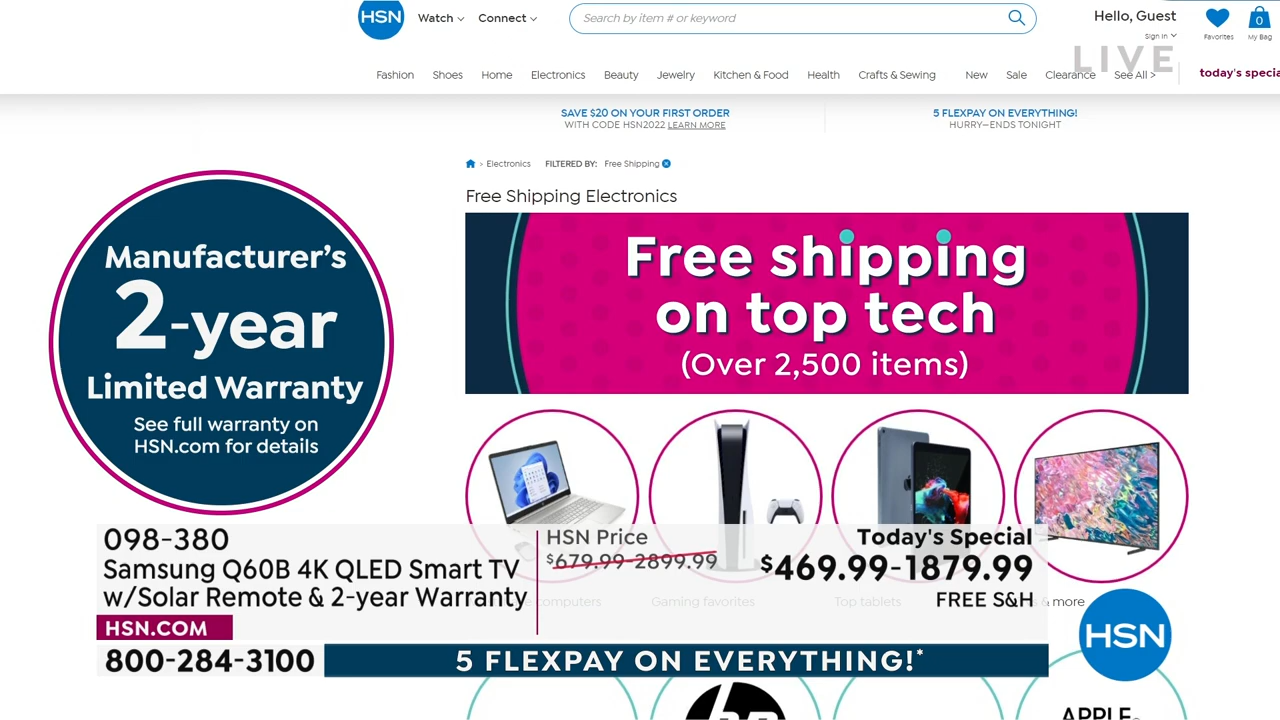 HSN
Watch
Connect
Search by item # or keyword
Hello, Guest
Sign In
Favorites
0
My Bag
LIVE
Fashion
Shoes
Home
Electronics
Beauty
Jewelry
Kitchen & Food
Health
Crafts & Sewing
New
Sale
Clearance
See All >
today's specia
SAVE $20 ON YOUR FIRST ORDER
WITH CODE HSN2022 LEARN MORE
5 FLEXPAY ON EVERYTHING!
HURRY—ENDS TONIGHT
> Electronics
FILTERED BY:
Free Shipping
Free Shipping Electronics
Free shipping
on top tech
(Over 2,500 items)
Manufacturer's
2-year
Limited Warranty
See full warranty on
HSN.com for details
098-380
Samsung Q60B 4K QLED Smart TV
w/Solar Remote & 2-year Warranty
HSN.COM
800-284-3100
HSN Price
$679.99-2899.99
Today's Special
$469.99-1879.99
FREE S&H
computers
Gaming favorites
Top tablets
& more
5 FLEXPAY ON EVERYTHING!*
HSN
hp
APPLE